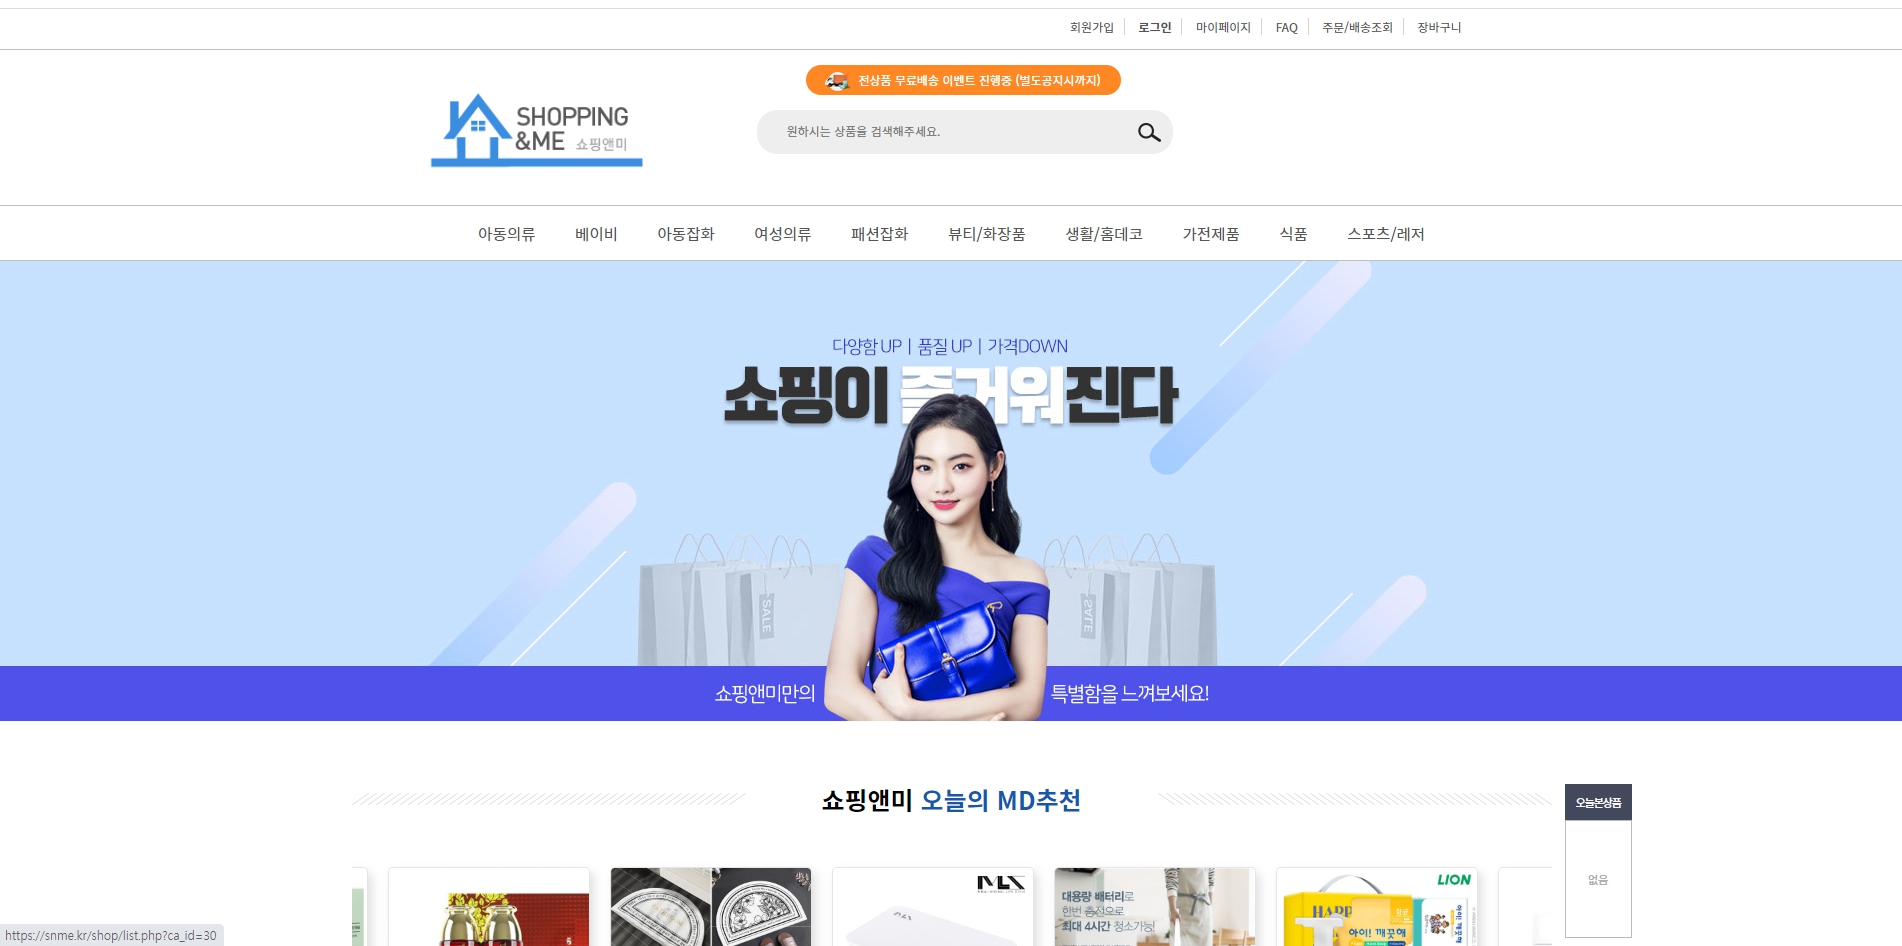 회원가입
로그인
마이페이지
FAQ
주문/배송조회
장바구니
전상품 무료배송 이벤트 진행중 (별도공지시까지)
SHOPPING
&ME 쇼핑앤미
원하시는 상품을 검색해주세요.
아동의류
베이비
아동잡화
여성의류
패션잡화
뷰티/화장품
생활/홈데코
가전제품
식품
스포츠/레저
다양함 UP | 품질 UP | 가격DOWN
쇼핑이 즐거워진다
SALE
SALE
쇼핑앤미만의
특별함을 느껴보세요!
쇼핑앤미 오늘의 MD추천
오늘본상품
없음
대용량 배터리로
한번 충전으로
최대 4시간 청소가능!
LION
HAPP
아이! 깨끗해
https://snme.kr/shop/list.php?ca_id=30